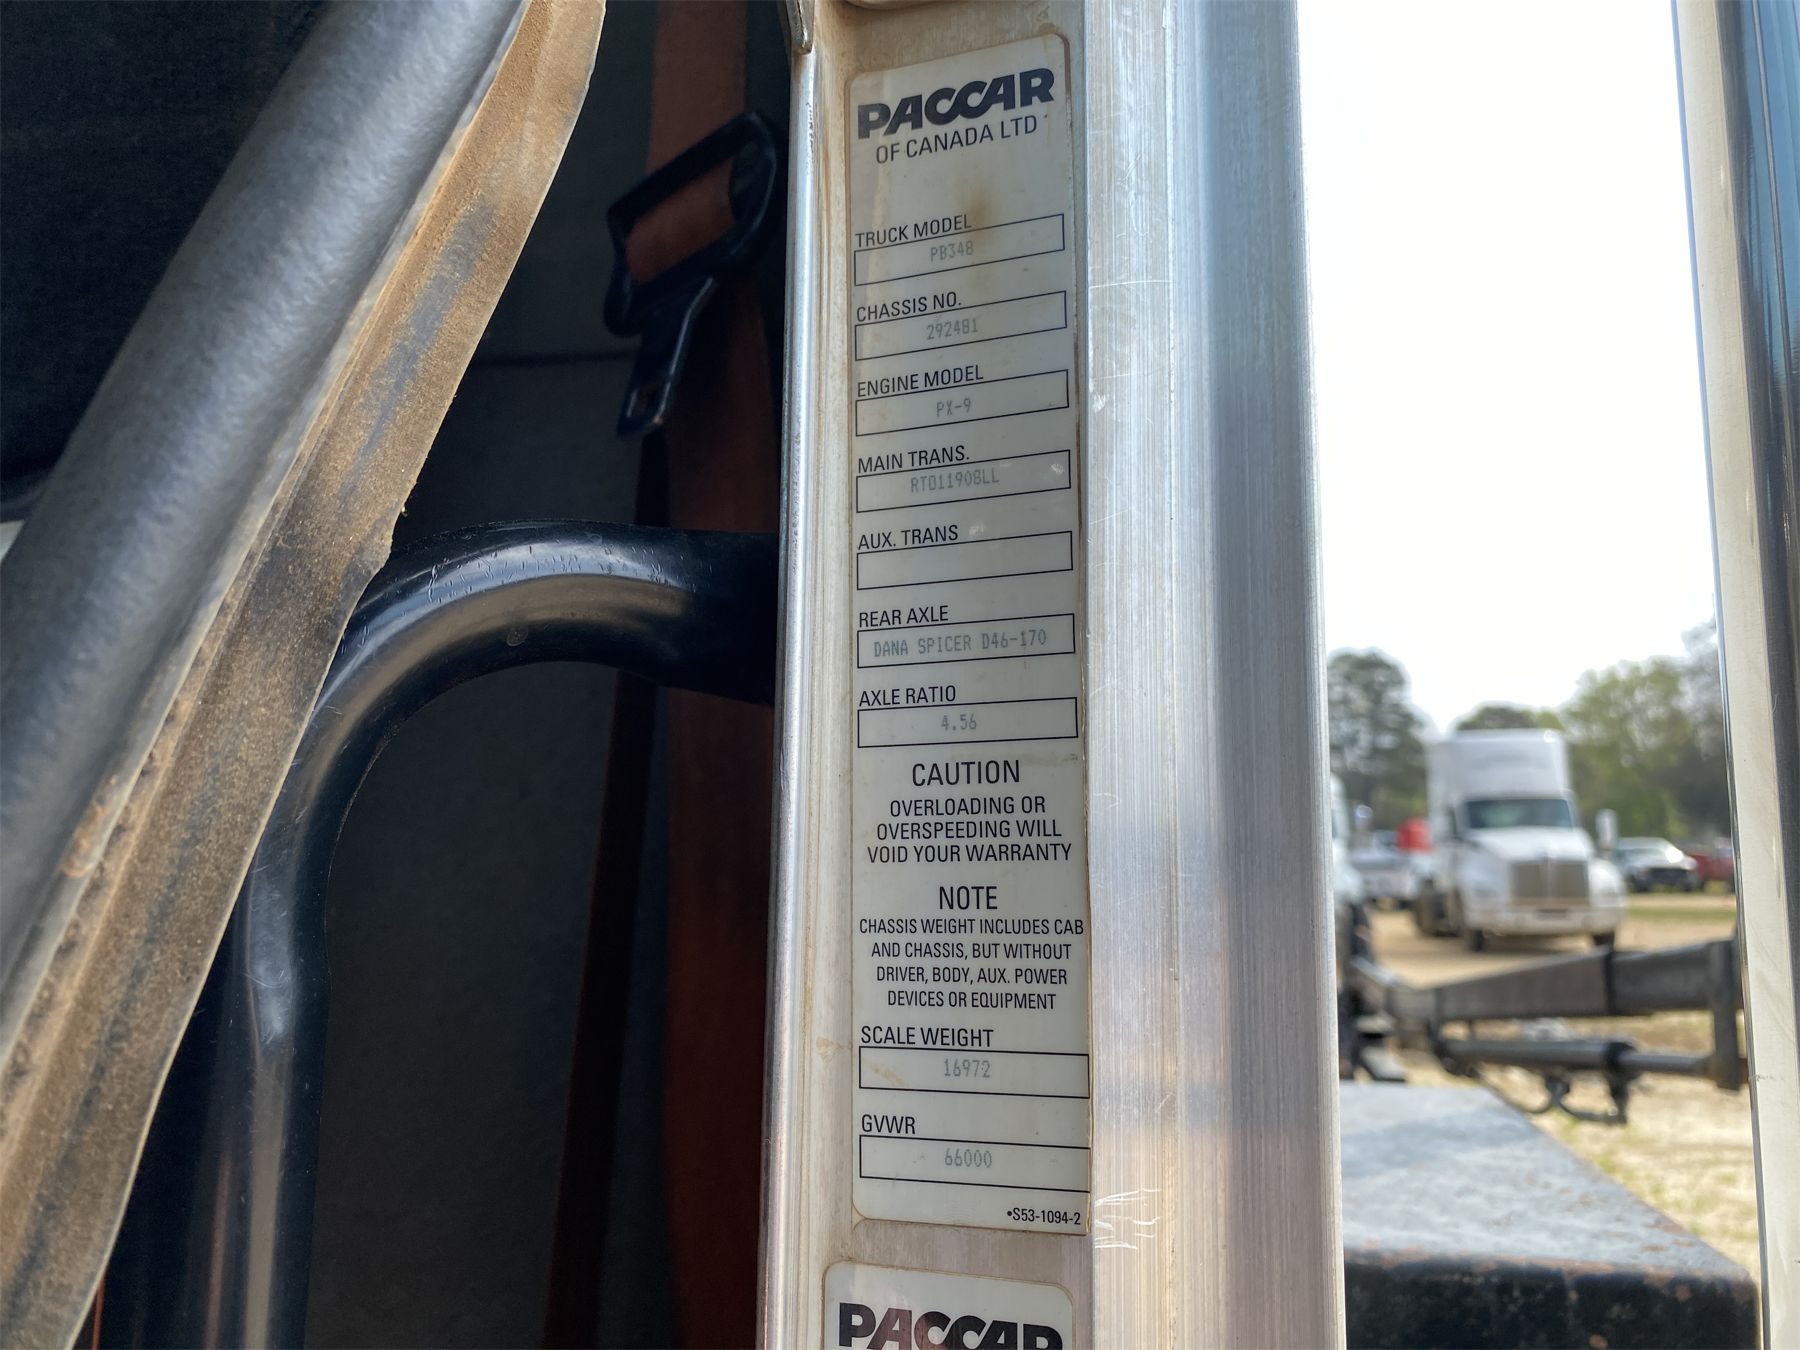 PACCAR
OF CANADA LTD
TRUCK MODEL
PB348
CHASSIS NO.
292481
ENGINE MODEL
PX-9
MAIN TRANS.
RTO11908LL
AUX. TRANS
REAR AXLE
DANA SPICER D46-170
AXLE RATIO
4.56
CAUTION
OVERLOADING OR
OVERSPEEDING WILL
VOID YOUR WARRANTY
NOTE
CHASSIS WEIGHT INCLUDES CAB
AND CHASSIS, BUT WITHOUT
DRIVER, BODY, AUX. POWER
DEVICES OR EQUIPMENT
SCALE WEIGHT
16972
GVWR
66000
•S53-1094-2
PACCAR